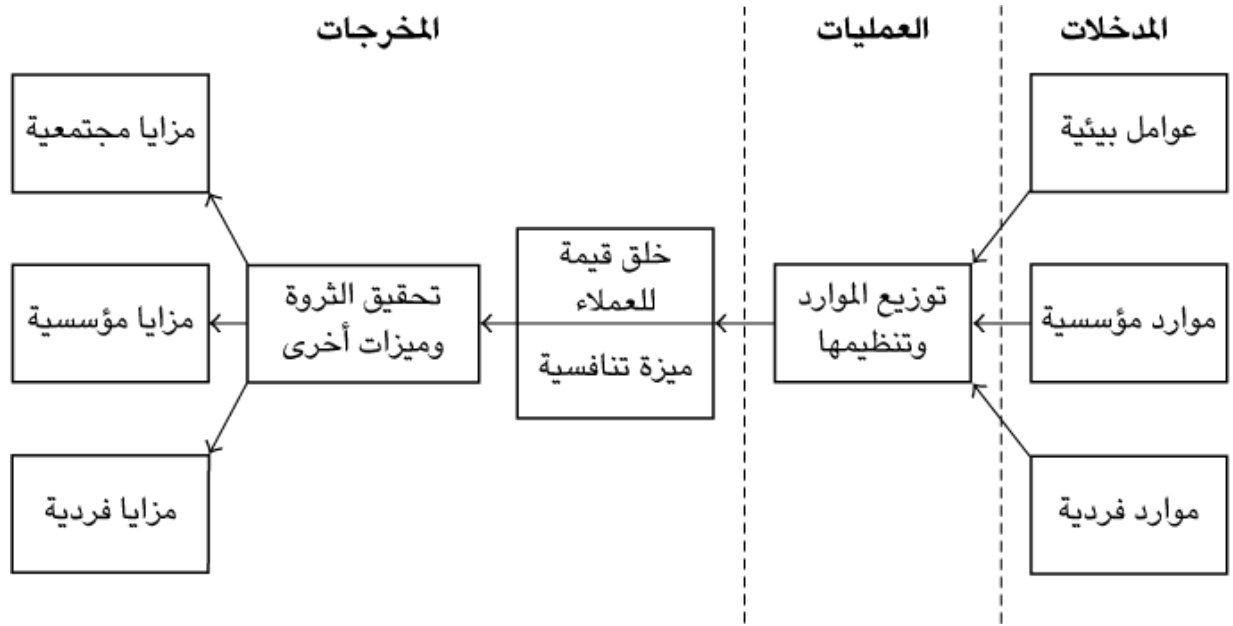 المدخلات
العمليات
المخرجات
عوامل بيئية
موارد مؤسسية
موارد فردية
توزيع الموارد
وتنظيمها
خلق قيمة
للعملاء
ميزة تنافسية
تحقيق الثروة
وميزات أخرى
مزايا مجتمعية
مزايا مؤسسية
مزايا فردية